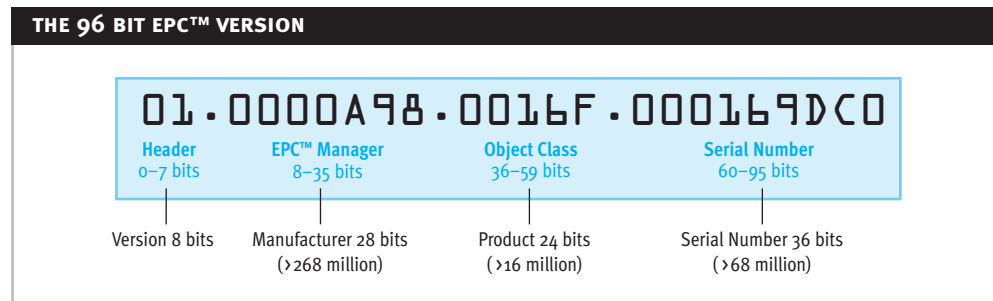 THE 96 BIT EPC™ VERSION
01.0000A98.0016F.000169DC0
Header EPC™ Manager Object Class Serial Number
0–7 bits 8–35 bits 36–59 bits 60–95 bits
Version 8 bits Manufacturer 28 bits Product 24 bits Serial Number 36 bits
(>268 million) (>16 million) (>68 million)